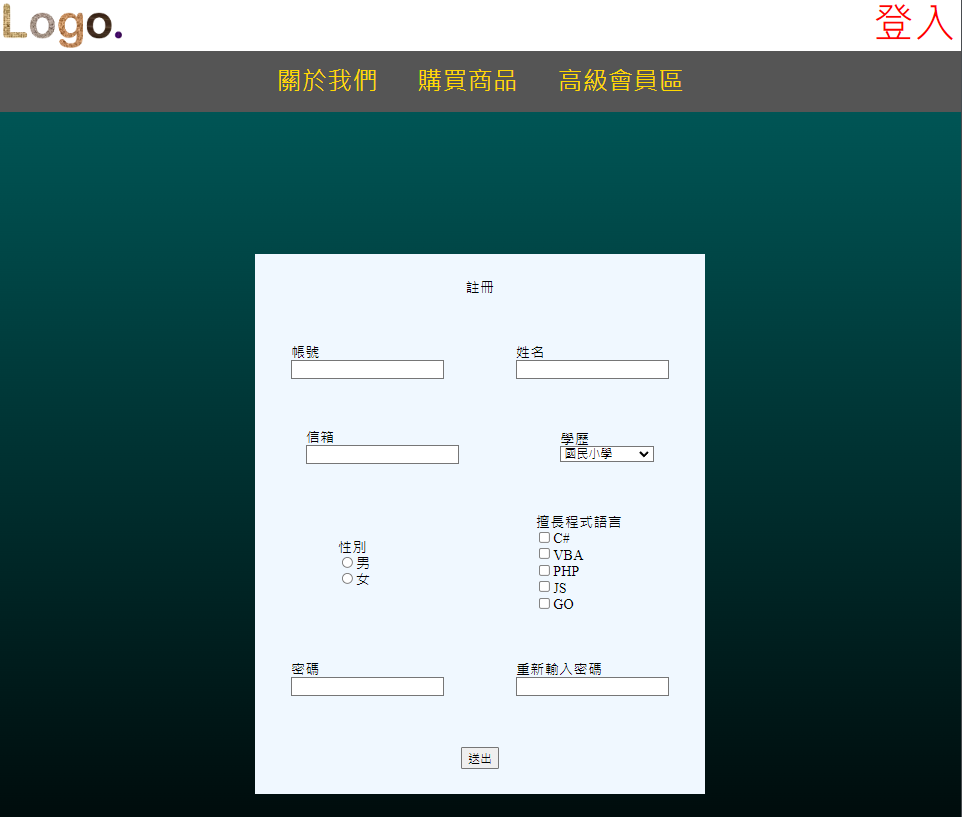 Logo.
登入
關於我們 購買商品 高級會員區
註冊
帳號 姓名
信箱 學歷
國民小學
擅長程式語言
C#
性別 VBA
男 PHP
女 JS
GO
密碼 重新輸入密碼
送出